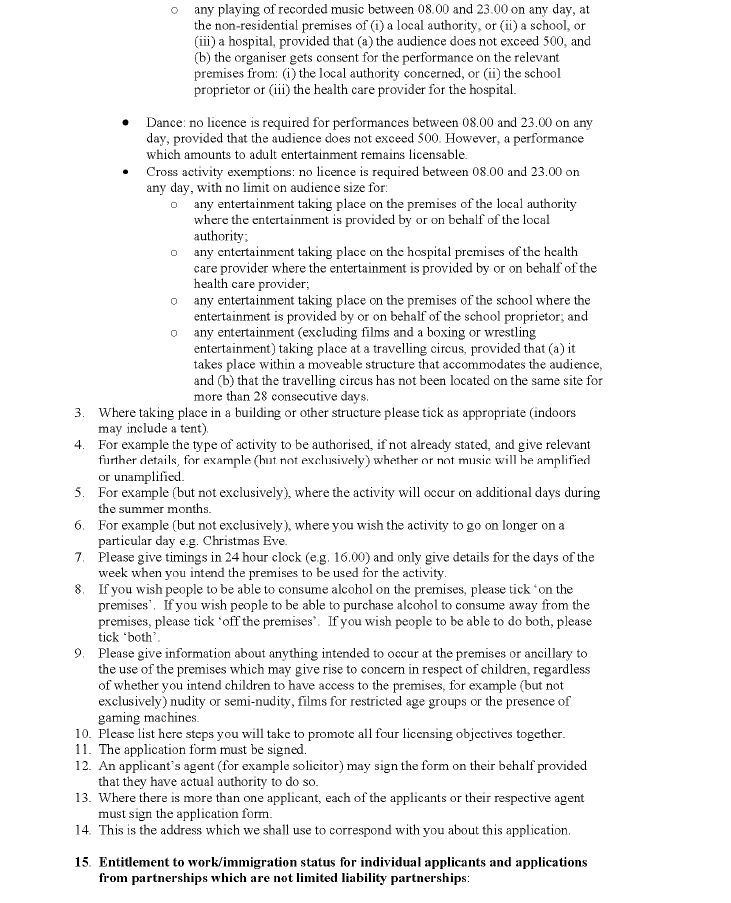 o any playing of recorded music between 08.00 and 23.00 on any day, at
the non-residential premises of (i) a local authority, or (ii) a school, or
(iii) a hospital, provided that (a) the audience does not exceed 500, and
(b) the organiser gets consent for the performance on the relevant
premises from: (i) the local authority concerned, or (ii) the school
proprietor or (iii) the health care provider for the hospital.
• Dance: no licence is required for performances between 08.00 and 23.00 on any
day, provided that the audience does not exceed 500. However, a performance
which amounts to adult entertainment remains licensable.
• Cross activity exemptions: no licence is required between 08.00 and 23.00 on
any day, with no limit on audience size for:
o any entertainment taking place on the premises of the local authority
where the entertainment is provided by or on behalf of the local
authority;
o any entertainment taking place on the hospital premises of the health
care provider where the entertainment is provided by or on behalf of the
health care provider;
o any entertainment taking place on the premises of the school where the
entertainment is provided by or on behalf of the school proprietor; and
o any entertainment (excluding films and a boxing or wrestling
entertainment) taking place at a travelling circus, provided that (a) it
takes place within a moveable structure that accommodates the audience,
and (b) that the travelling circus has not been located on the same site for
more than 28 consecutive days.
3. Where taking place in a building or other structure please tick as appropriate (indoors
may include a tent).
4. For example the type of activity to be authorised, if not already stated, and give relevant
further details, for example (but not exclusively) whether or not music will be amplified
or unamplified.
5. For example (but not exclusively), where the activity will occur on additional days during
the summer months.
6. For example (but not exclusively), where you wish the activity to go on longer on a
particular day e.g. Christmas Eve.
7. Please give timings in 24 hour clock (e.g. 16.00) and only give details for the days of the
week when you intend the premises to be used for the activity.
8. If you wish people to be able to consume alcohol on the premises, please tick ‘on the
premises’. If you wish people to be able to purchase alcohol to consume away from the
premises, please tick ‘off the premises’. If you wish people to be able to do both, please
tick ‘both’.
9. Please give information about anything intended to occur at the premises or ancillary to
the use of the premises which may give rise to concern in respect of children, regardless
of whether you intend children to have access to the premises, for example (but not
exclusively) nudity or semi-nudity, films for restricted age groups or the presence of
gaming machines.
10. Please list here steps you will take to promote all four licensing objectives together.
11. The application form must be signed.
12. An applicant’s agent (for example solicitor) may sign the form on their behalf provided
that they have actual authority to do so.
13. Where there is more than one applicant, each of the applicants or their respective agent
must sign the application form.
14. This is the address which we shall use to correspond with you about this application.
15. Entitlement to work/immigration status for individual applicants and applications
from partnerships which are not limited liability partnerships: